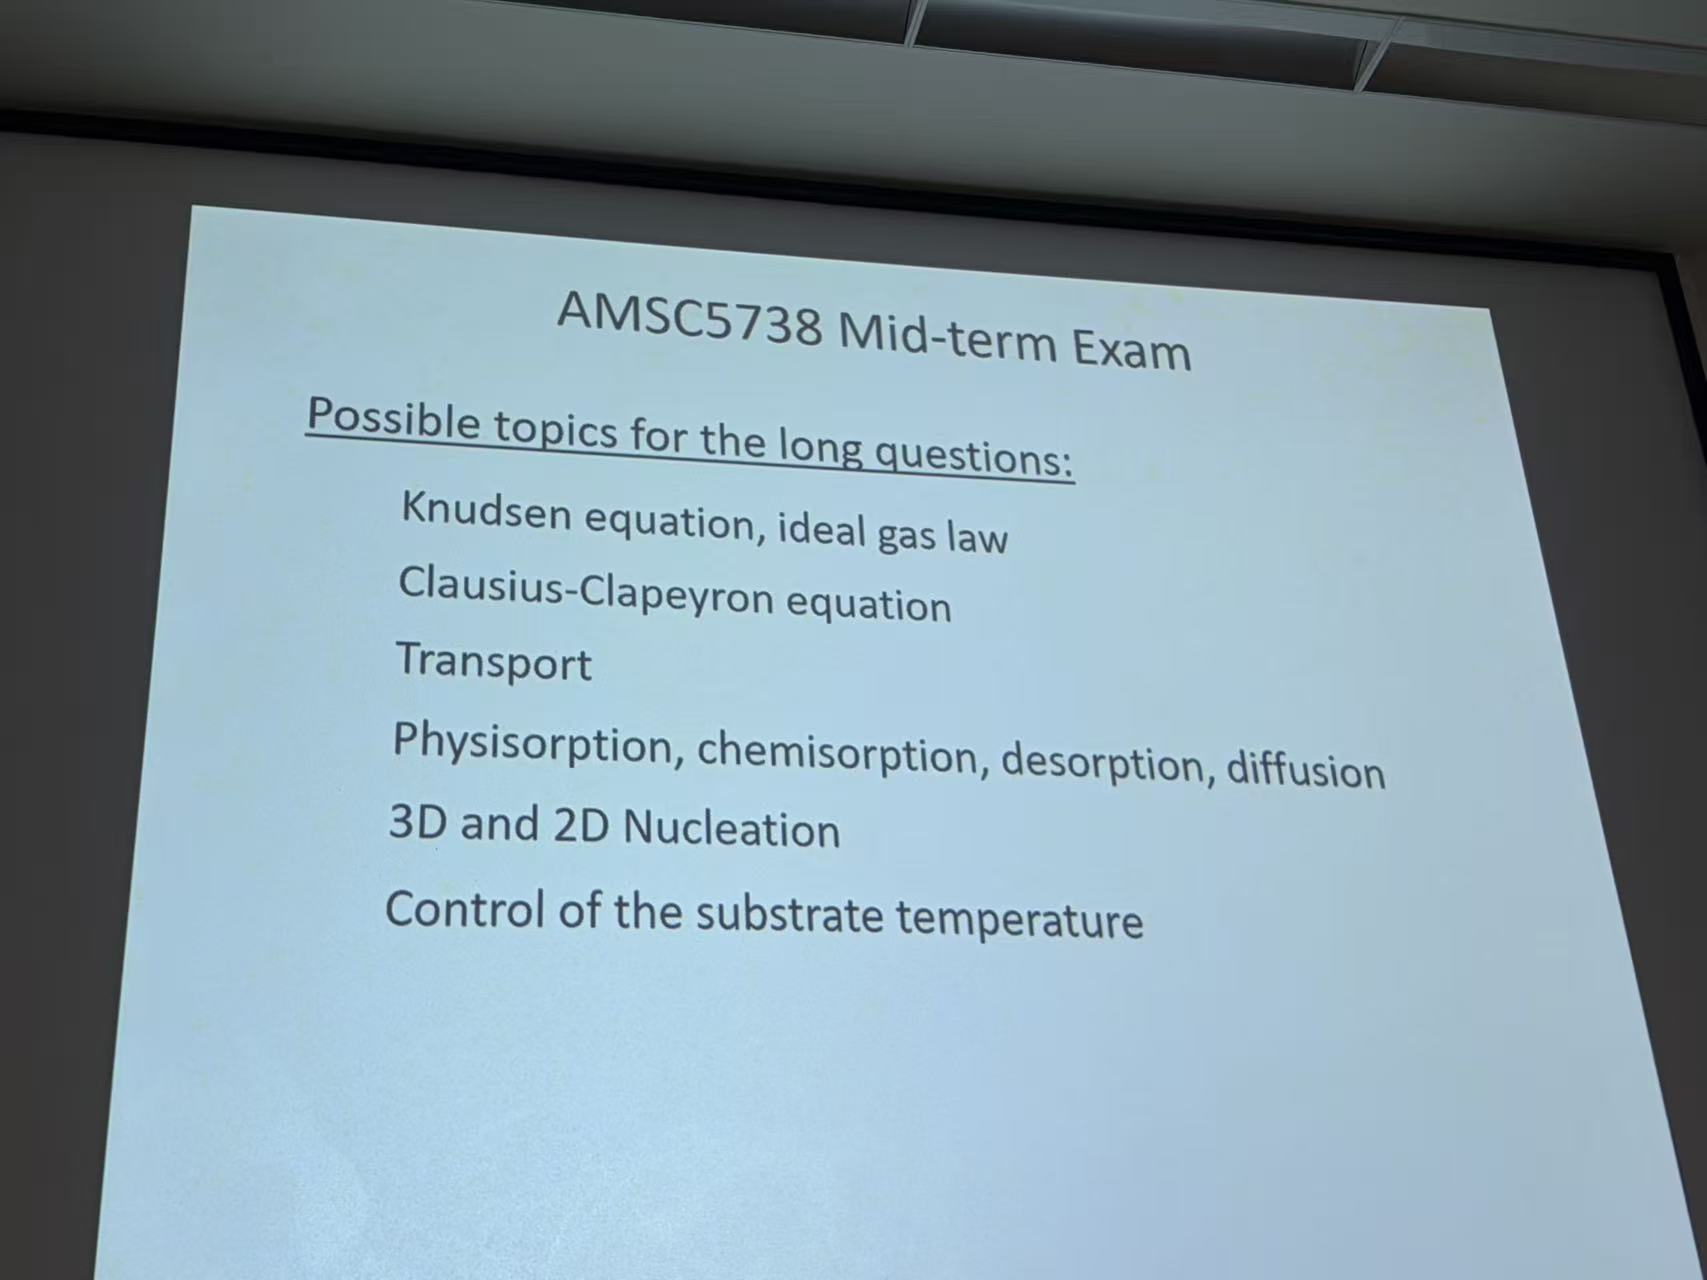 AMSC5738 Mid-term Exam
Possible topics for the long questions:
Knudsen equation, ideal gas law
Clausius-Clapeyron equation
Transport
Physisorption, chemisorption, desorption, diffusion
3D and 2D Nucleation
Control of the substrate temperature